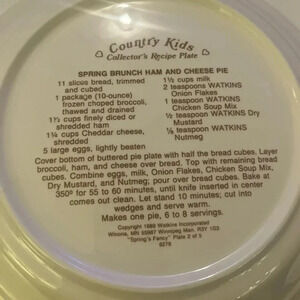 Country Kids
Collector's Recipe Plate
SPRING BRUNCH HAM AND CHEESE PIE
11 slices bread, trimmed
and cubed
1 package (10-ounce)
frozen chopped broccoli,
thawed and drained
1⅓ cups finely diced or
shredded ham
1¼ cups Cheddar cheese,
shredded
5 large eggs, lightly beaten
1½ cups milk
2 teaspoons WATKINS
Onion Flakes
1 teaspoon WATKINS
Chicken Soup Mix
½ teaspoon WATKINS Dry
Mustard
⅛ teaspoon WATKINS
Nutmeg
Cover bottom of buttered pie plate with half the bread cubes. Layer
broccoli, ham, and cheese over bread. Top with remaining bread
cubes. Combine eggs, milk, Onion Flakes, Chicken Soup Mix,
Dry Mustard, and Nutmeg; pour over bread cubes. Bake at
350° for 55 to 60 minutes, until knife inserted in center
comes out clean. Let stand 10 minutes; cut into
wedges and serve warm.
Makes one pie, 6 to 8 servings.
Copyright 1989 Watkins Incorporated
Winona, MN 55987 Winnipeg Man. R3Y 1G3
"Spring's Fancy" Plate 2 of 5